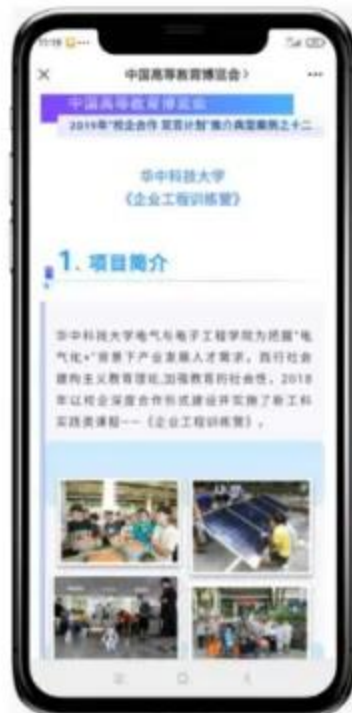 11:18
中国高等教育博览会
中国高等教育博览会
2019年“校企合作 双百计划”推介典型案例之十二
华中科技大学
《企业工程训练营》
1、项目简介
华中科技大学电气与电子工程学院为把握“电
气化+”背景下产业发展人才需求，践行社会
建构主义教育理论,加强教育的社会性，2018
年以校企深度合作形式建设并实施了新工科
实践类课程--《企业工程训练营》。